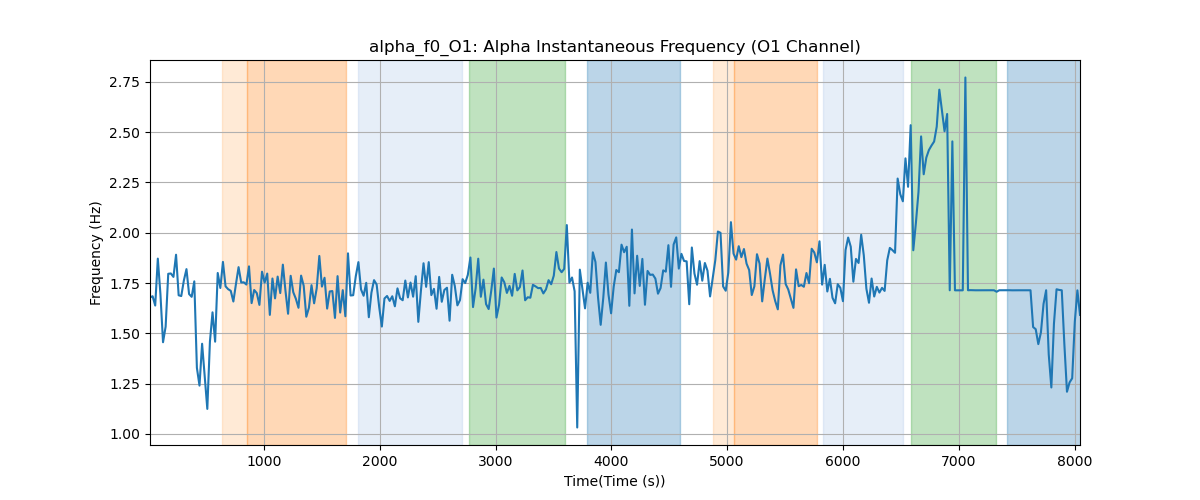 alpha_f0_O1: Alpha Instantaneous Frequency (O1 Channel)
2.75
2.50
2.25
2.00
1.75
1.50
1.25
1.00
Frequency (Hz)
1000 2000 3000 4000 5000 6000 7000 8000
Time(Time (s))